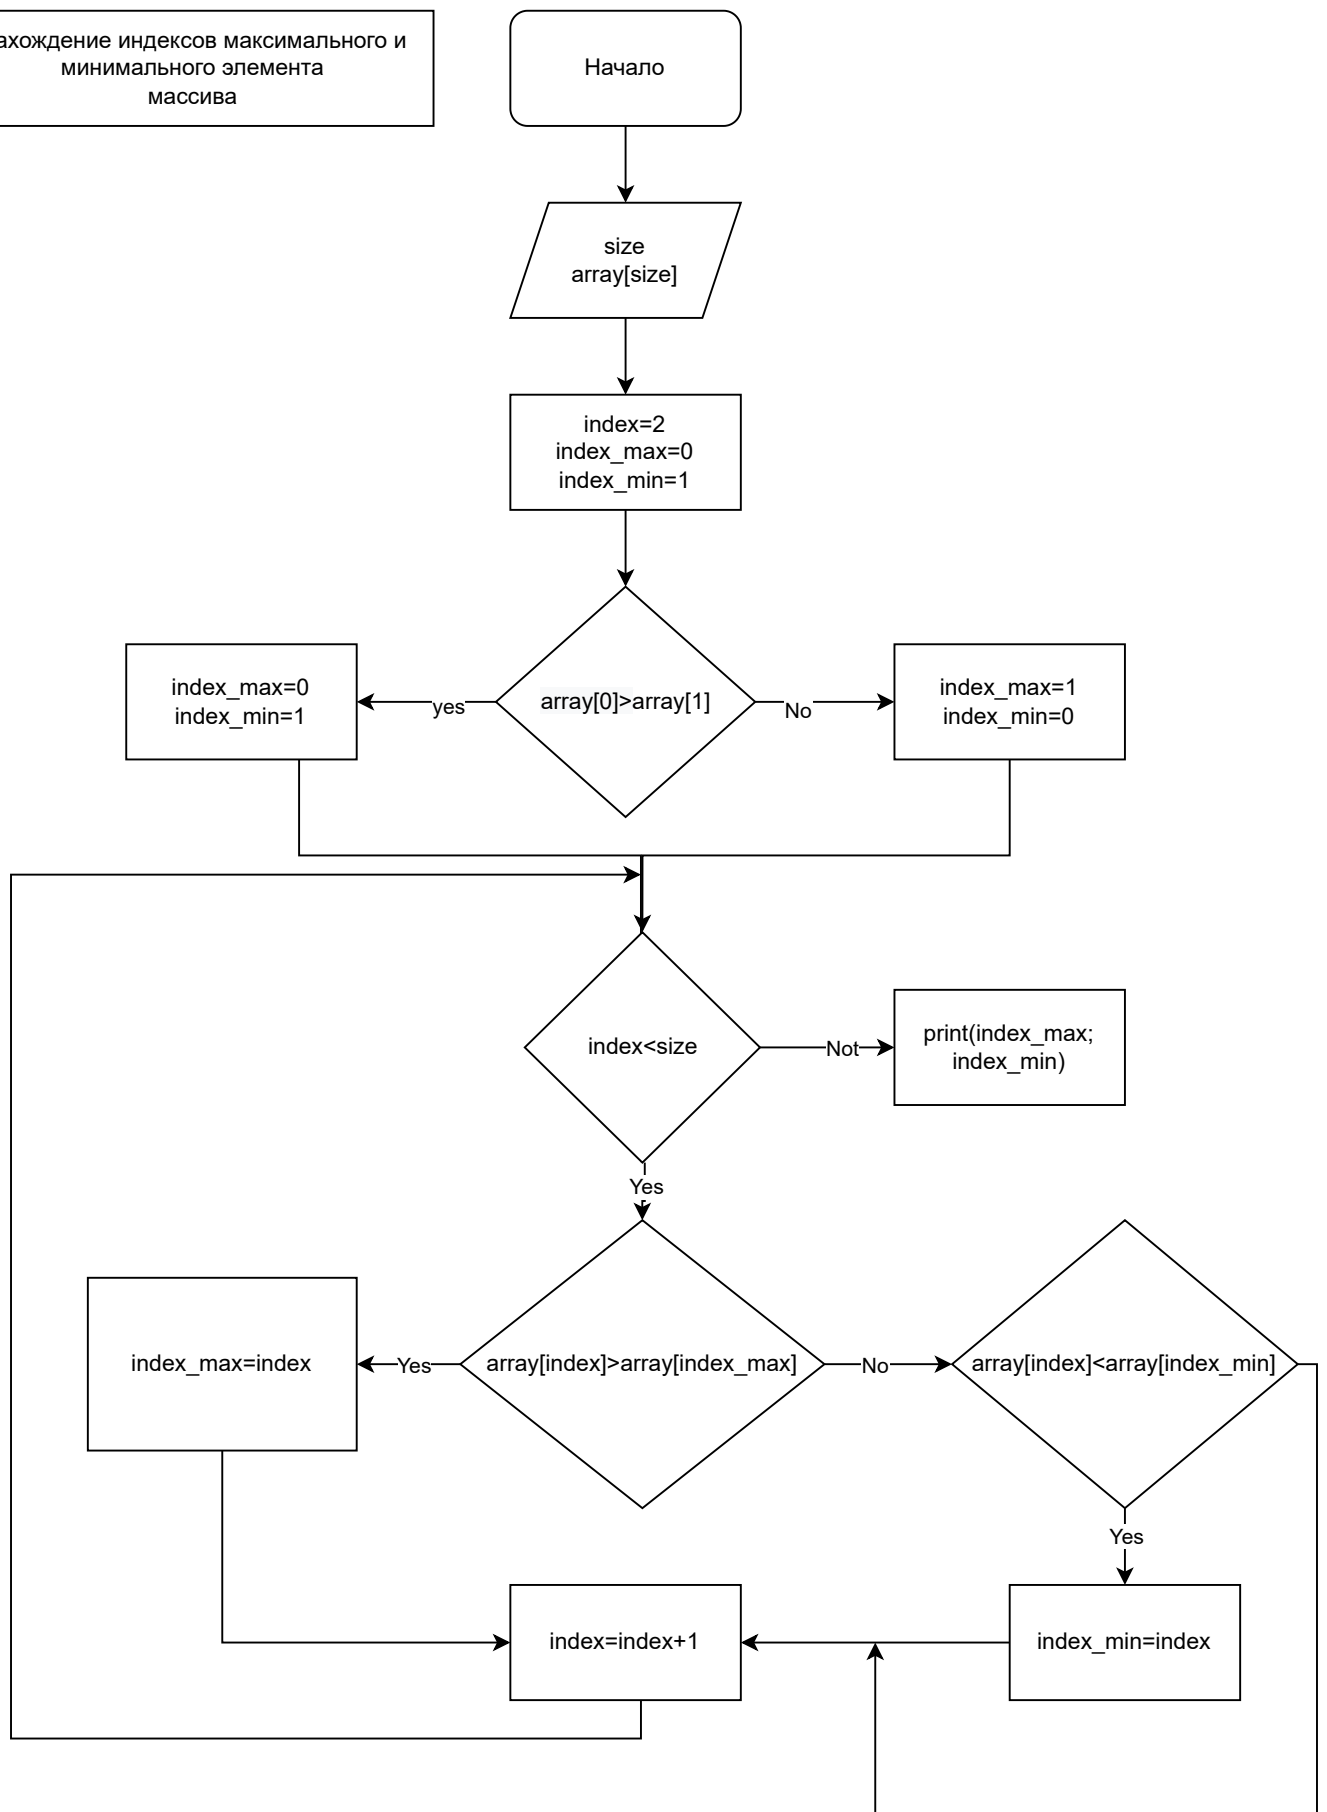 индексов максимального и
минимального элемента
массива
Начало
size
array[size]
index=2
index_max=0
index_min=1
array[0]>array[1]
yes
No
index_max=0
index_min=1
index_max=1
index_min=0
index<size
Not
print(index_max;
index_min)
Yes
array[index]>array[index_max]
Yes
No
index_max=index
array[index]<array[index_min]
Yes
index=index+1
index_min=index